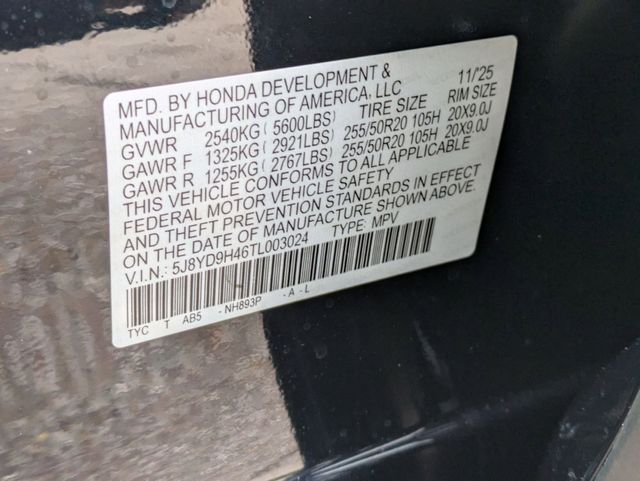 MFD. BY HONDA DEVELOPMENT & 11/'25
MANUFACTURING OF AMERICA, LLC
GVWR 2540KG ( 5600LBS) TIRE SIZE RIM SIZE
GAWR F 1325KG ( 2921LBS) 255/50R20 105H 20X9.0J
GAWR R 1255KG ( 2767LBS) 255/50R20 105H 20X9.0J
THIS VEHICLE CONFORMS TO ALL APPLICABLE
FEDERAL MOTOR VEHICLE SAFETY
AND THEFT PREVENTION STANDARDS IN EFFECT
ON THE DATE OF MANUFACTURE SHOWN ABOVE.
V.I.N.: 5J8YD9H46TL003024 TYPE: MPV
TYC T AB5 - NH893P - A - L